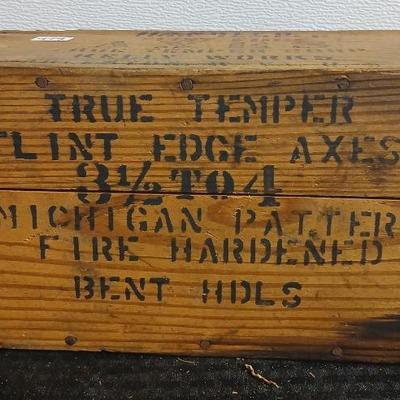 TRUE TEMPER
FLINT EDGE AXES
3½ TO 4
MICHIGAN PATTER
FIRE HARDENED
BENT HDLS